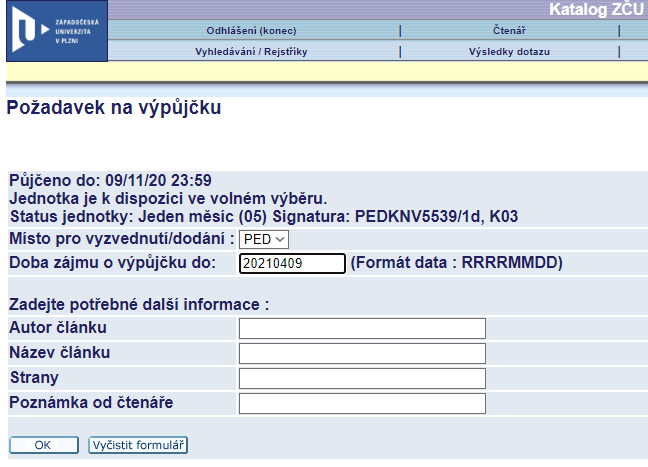 Katalog ZČU
ZÁPADOČESKÁ
UNIVERZITA
V PLZNI
Odhlášení (konec) | Čtenář |
Vyhledávání / Rejstříky | Výsledky dotazu |
Požadavek na výpůjčku
Půjčeno do: 09/11/20 23:59
Jednotka je k dispozici ve volném výběru.
Status jednotky: Jeden měsíc (05) Signatura: PEDKNV5539/1d, K03
Místo pro vyzvednutí/dodání : PED
Doba zájmu o výpůjčku do: 20210409 (Formát data : RRRRMMDD)
Zadejte potřebné další informace :
Autor článku
Název článku
Strany
Poznámka od čtenáře
OK Vyčistit formulář